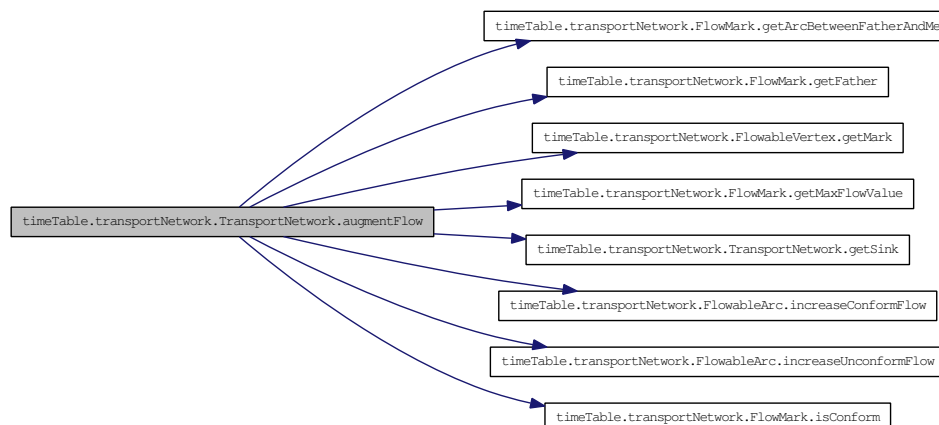 timeTable.transportNetwork.FlowMark.getArcBetweenFatherAndMe
timeTable.transportNetwork.FlowMark.getFather
timeTable.transportNetwork.FlowableVertex.getMark
timeTable.transportNetwork.FlowMark.getMaxFlowValue
timeTable.transportNetwork.TransportNetwork.augmentFlow
timeTable.transportNetwork.TransportNetwork.getSink
timeTable.transportNetwork.FlowableArc.increaseConformFlow
timeTable.transportNetwork.FlowableArc.increaseUnconformFlow
timeTable.transportNetwork.FlowMark.isConform